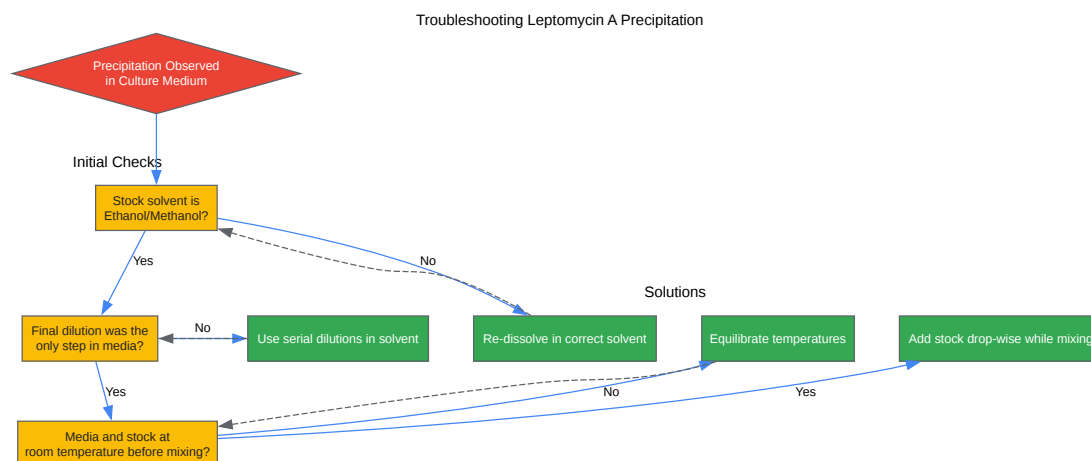 Troubleshooting Leptomycin A Precipitation
Precipitation Observed
in Culture Medium
Initial Checks
Stock solvent is
Ethanol/Methanol?
Yes
No
Solutions
Final dilution was the
only step in media?
No
Use serial dilutions in solvent
Re-dissolve in correct solvent
Equilibrate temperatures
Add stock drop-wise while mixing
Yes
No
Yes
Media and stock at
room temperature before mixing?